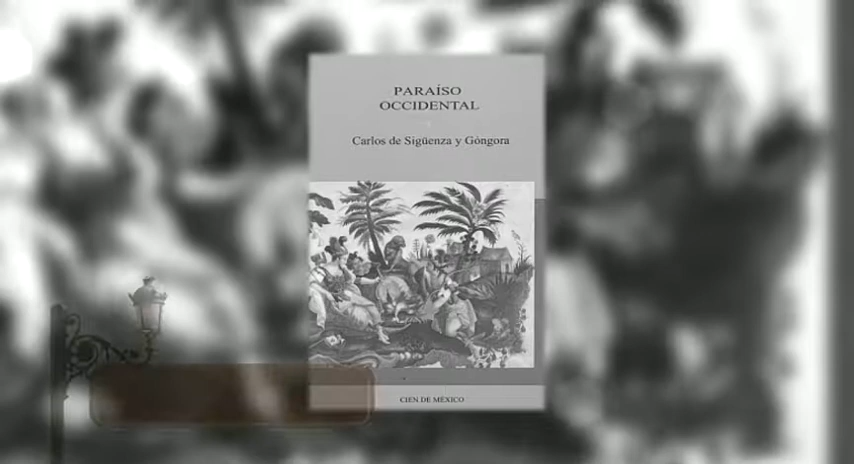 PARAÍSO
OCCIDENTAL
Carlos de Sigüenza y Góngora
CIEN DE MÉXICO